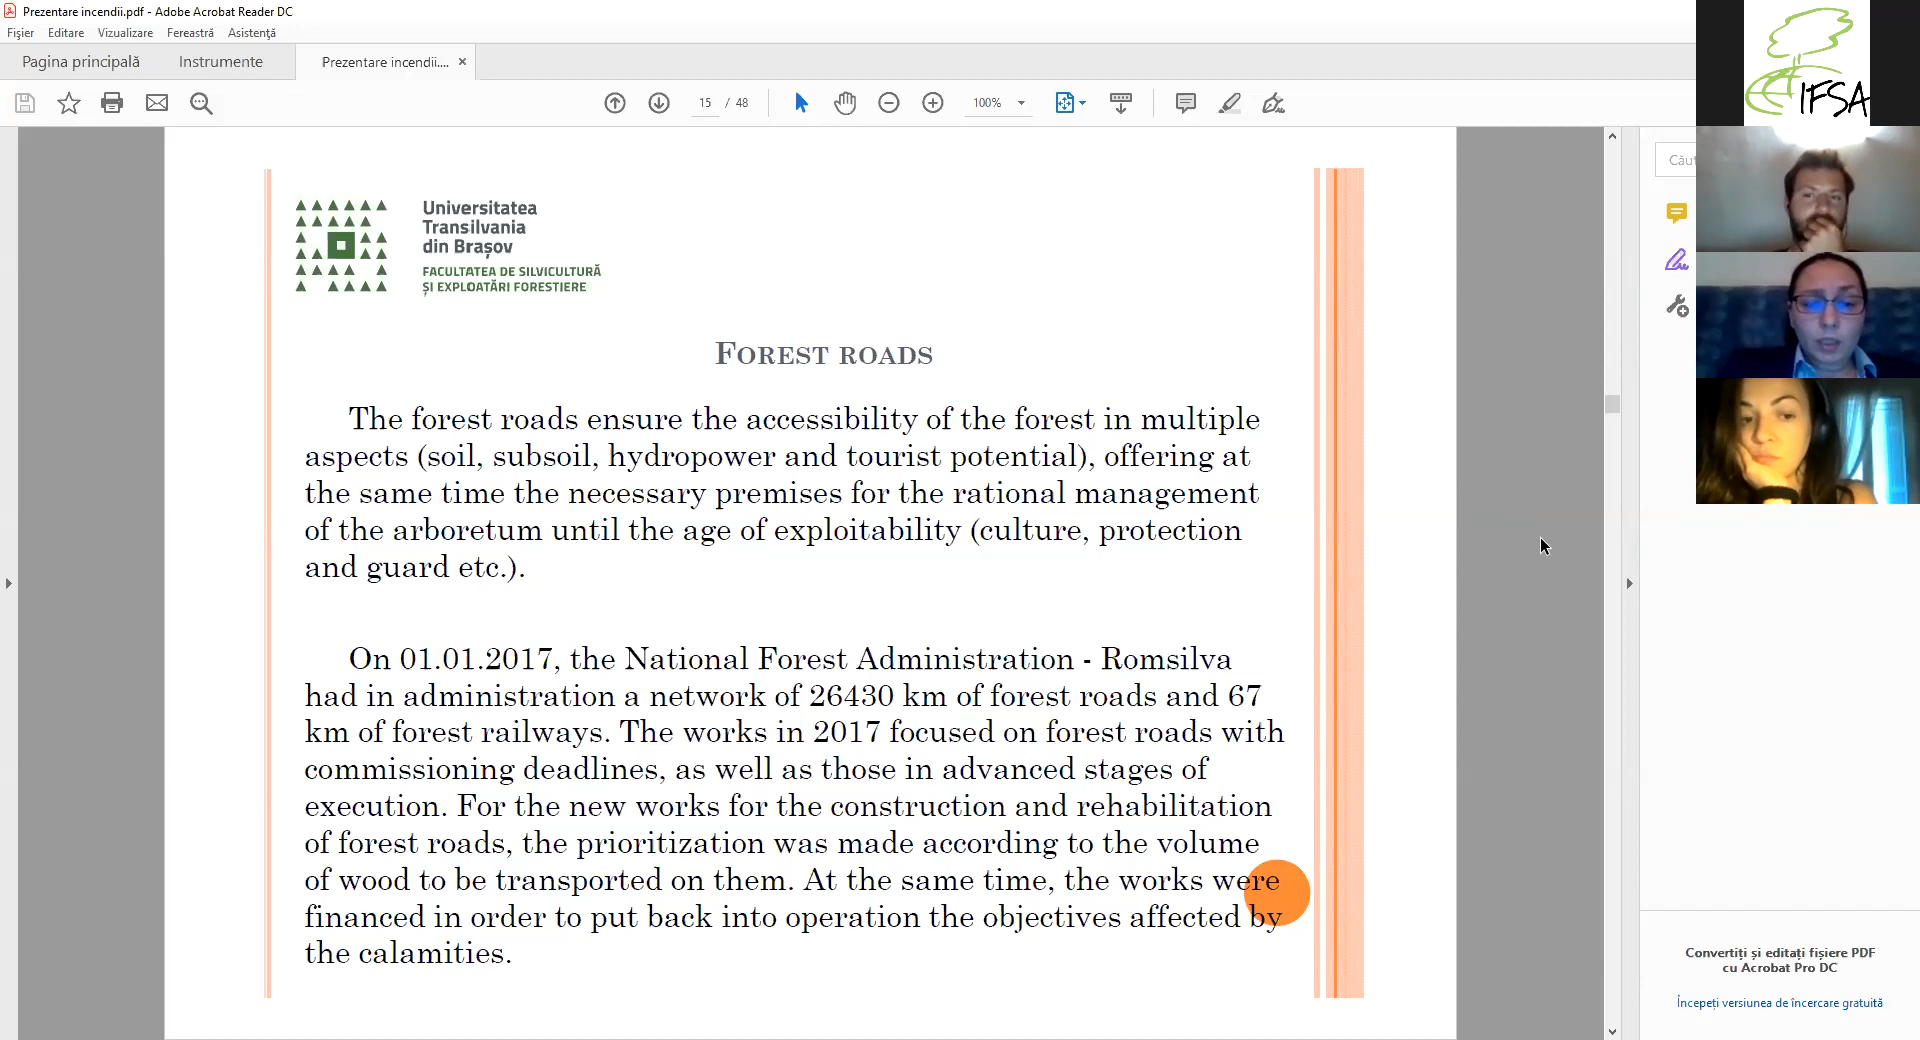 Prezentare incendii.pdf - Adobe Acrobat Reader DC
Fișier Editare Vizualizare Fereastră Asistență
Pagina principală Instrumente Prezentare incendii.... ×
15 / 48 100%
IFSA
Universitatea
Transilvania
din Brașov
FACULTATEA DE SILVICULTURĂ
ȘI EXPLOATĂRI FORESTIERE
FOREST ROADS
The forest roads ensure the accessibility of the forest in multiple
aspects (soil, subsoil, hydropower and tourist potential), offering at
the same time the necessary premises for the rational management
of the arboretum until the age of exploitability (culture, protection
and guard etc.).
On 01.01.2017, the National Forest Administration - Romsilva
had in administration a network of 26430 km of forest roads and 67
km of forest railways. The works in 2017 focused on forest roads with
commissioning deadlines, as well as those in advanced stages of
execution. For the new works for the construction and rehabilitation
of forest roads, the prioritization was made according to the volume
of wood to be transported on them. At the same time, the works were
financed in order to put back into operation the objectives affected by
the calamities.
Convertiți și editați fișiere PDF
cu Acrobat Pro DC
Începeți versiunea de încercare gratuită